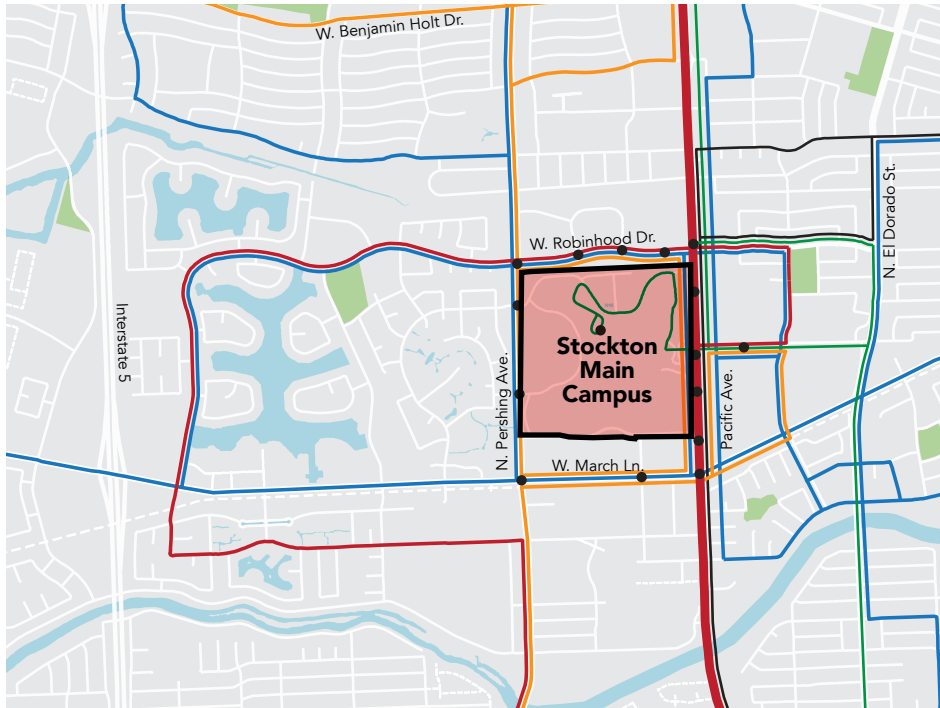 W. Benjamin Holt Dr.
N. El Dorado St.
W. Robinhood Dr.
Interstate 5
Stockton
Main
Campus
N. Pershing Ave.
Pacific Ave.
W. March Ln.